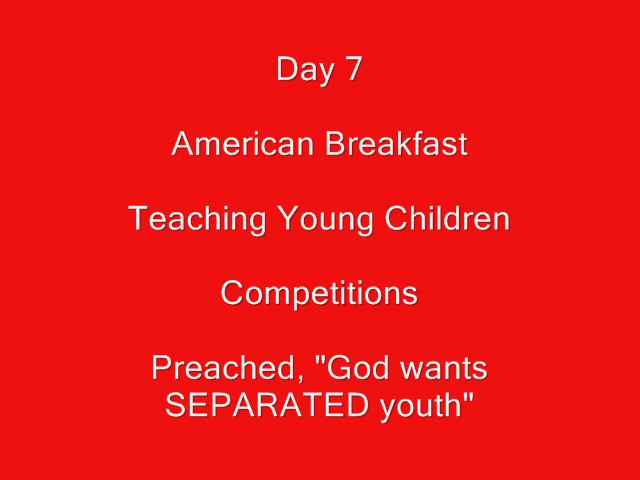 Day 7
American Breakfast
Teaching Young Children
Competitions
Preached, "God wants
SEPARATED youth"